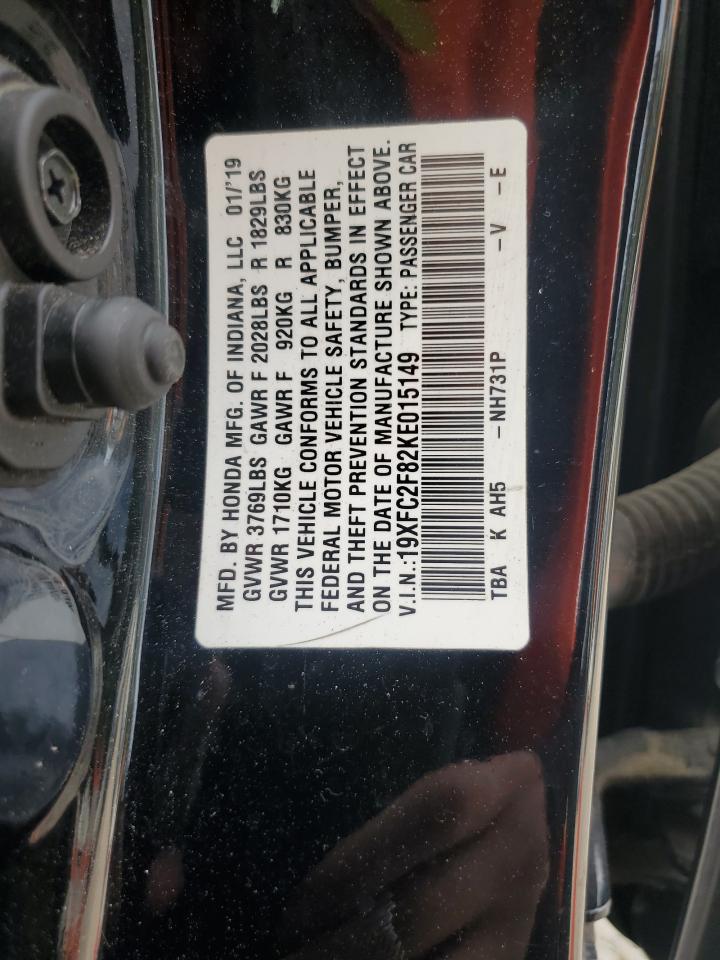 MFD. BY HONDA MFG. OF INDIANA, LLC 01/'19
GVWR 3769LBS GAWR F 2028LBS R 1829LBS
GVWR 1710KG GAWR F 920KG R 830KG
THIS VEHICLE CONFORMS TO ALL APPLICABLE
FEDERAL MOTOR VEHICLE SAFETY, BUMPER,
AND THEFT PREVENTION STANDARDS IN EFFECT
ON THE DATE OF MANUFACTURE SHOWN ABOVE.
V.I.N.:19XFC2F82KE015149 TYPE: PASSENGER CAR
TBA K AH5 -NH731P -V -E